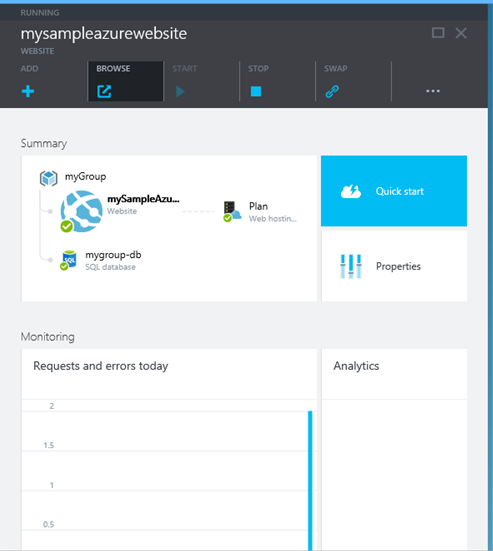 RUNNING
mysampleazurewebsite
WEBSITE
ADD BROWSE START STOP SWAP
Summary
myGroup
mySampleAzu...
Website
Plan
Web hostin...
SQL
mygroup-db
SQL database
Quick start
Properties
Monitoring
Requests and errors today
Analytics
2
1.5
1
0.5